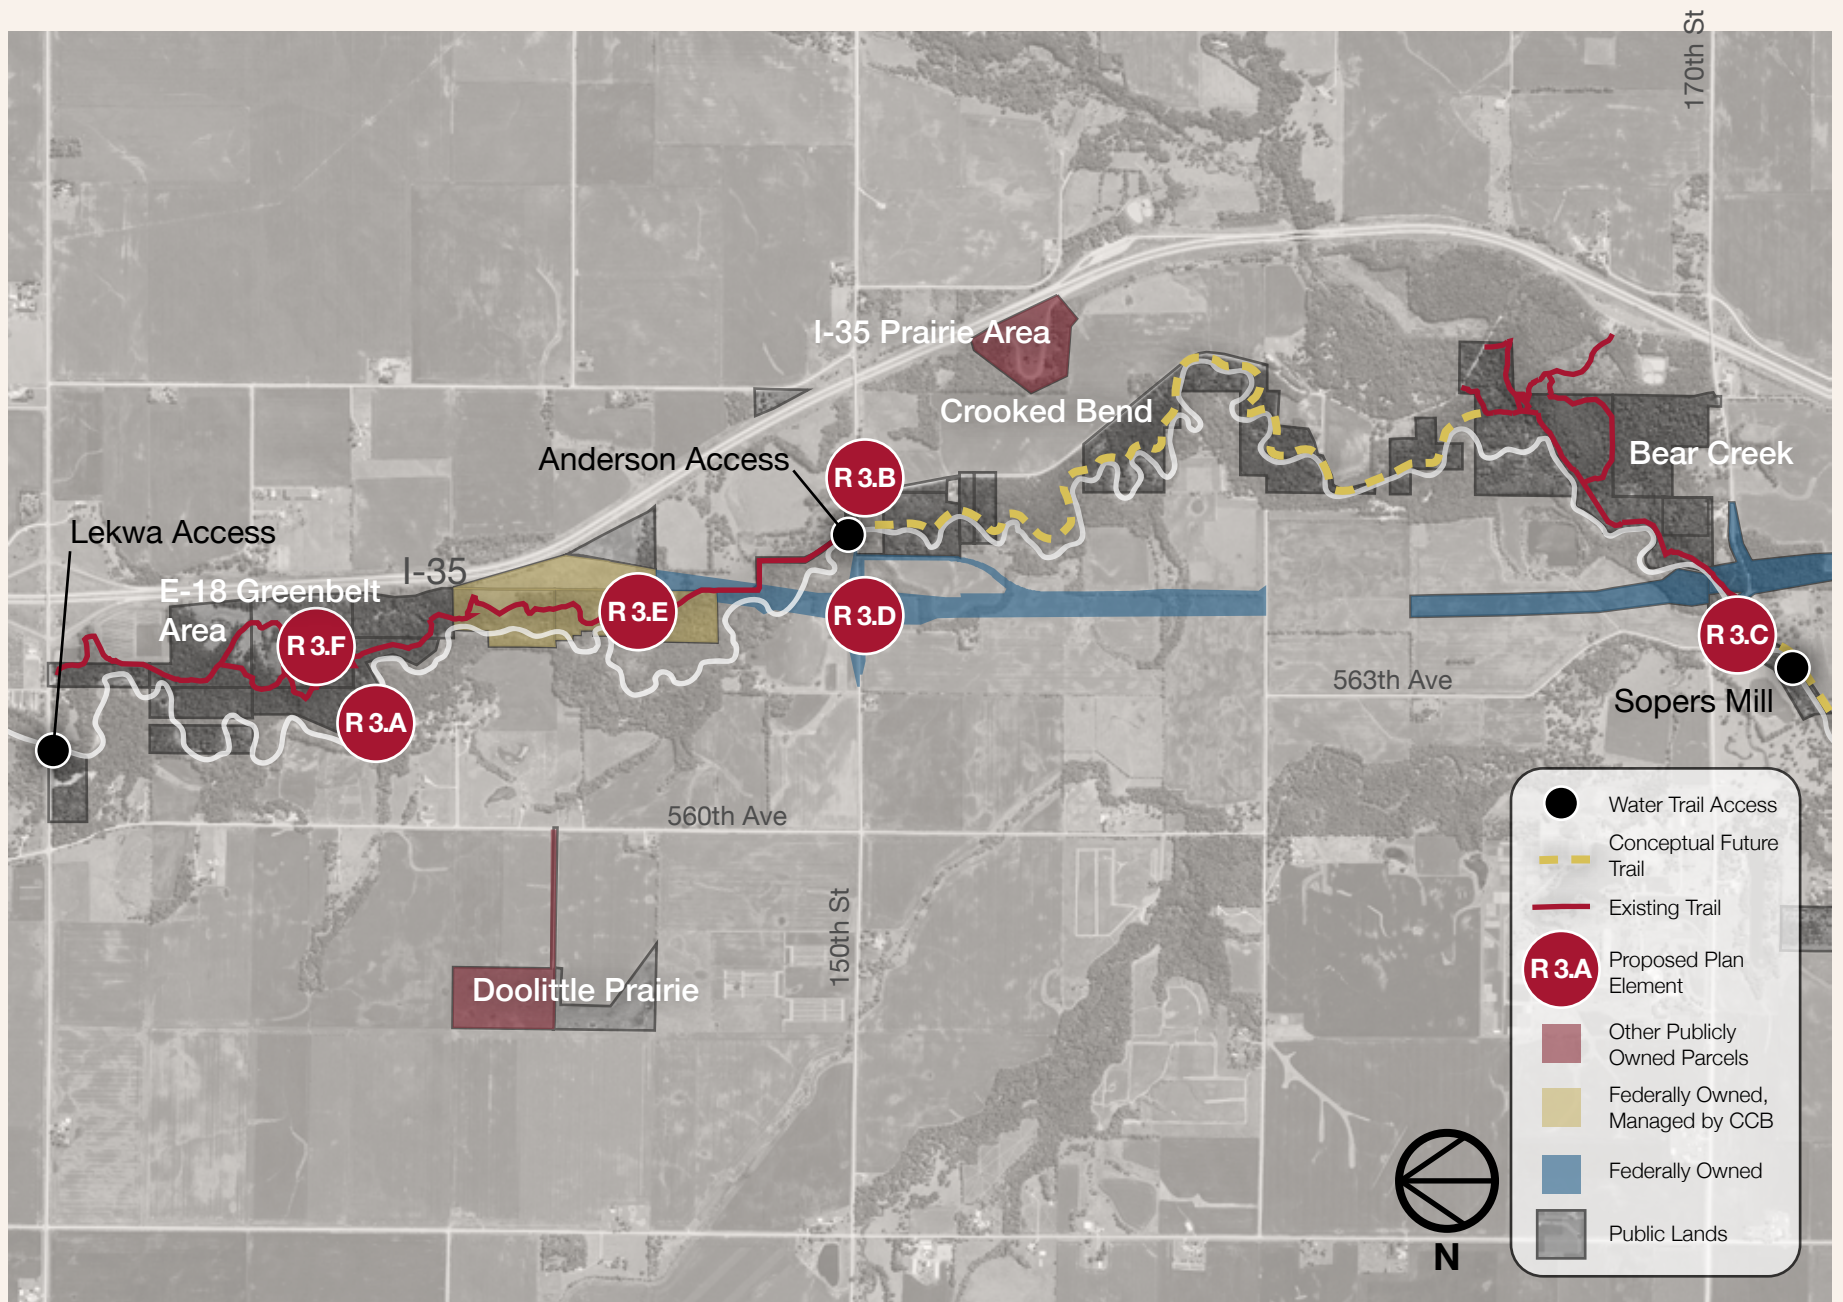 170th St
I-35 Prairie Area
Crooked Bend
Anderson Access
R 3.B
Bear Creek
Lekwa Access
I-35
E-18 Greenbelt
Area
R 3.F
R 3.E
R 3.D
R 3.C
R 3.A
563th Ave
Sopers Mill
560th Ave
150th St
Doolittle Prairie
Water Trail Access
Conceptual Future
Trail
Existing Trail
R 3.A
Proposed Plan
Element
Other Publicly
Owned Parcels
Federally Owned,
Managed by CCB
Federally Owned
Public Lands
N